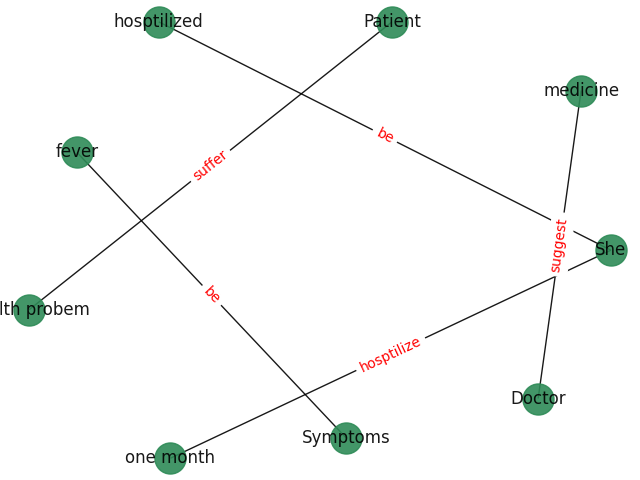 hosptilized
Patient
medicine
be
fever
suffer
suggest
She
be
lth probem
hosptilize
Doctor
Symptoms
one month